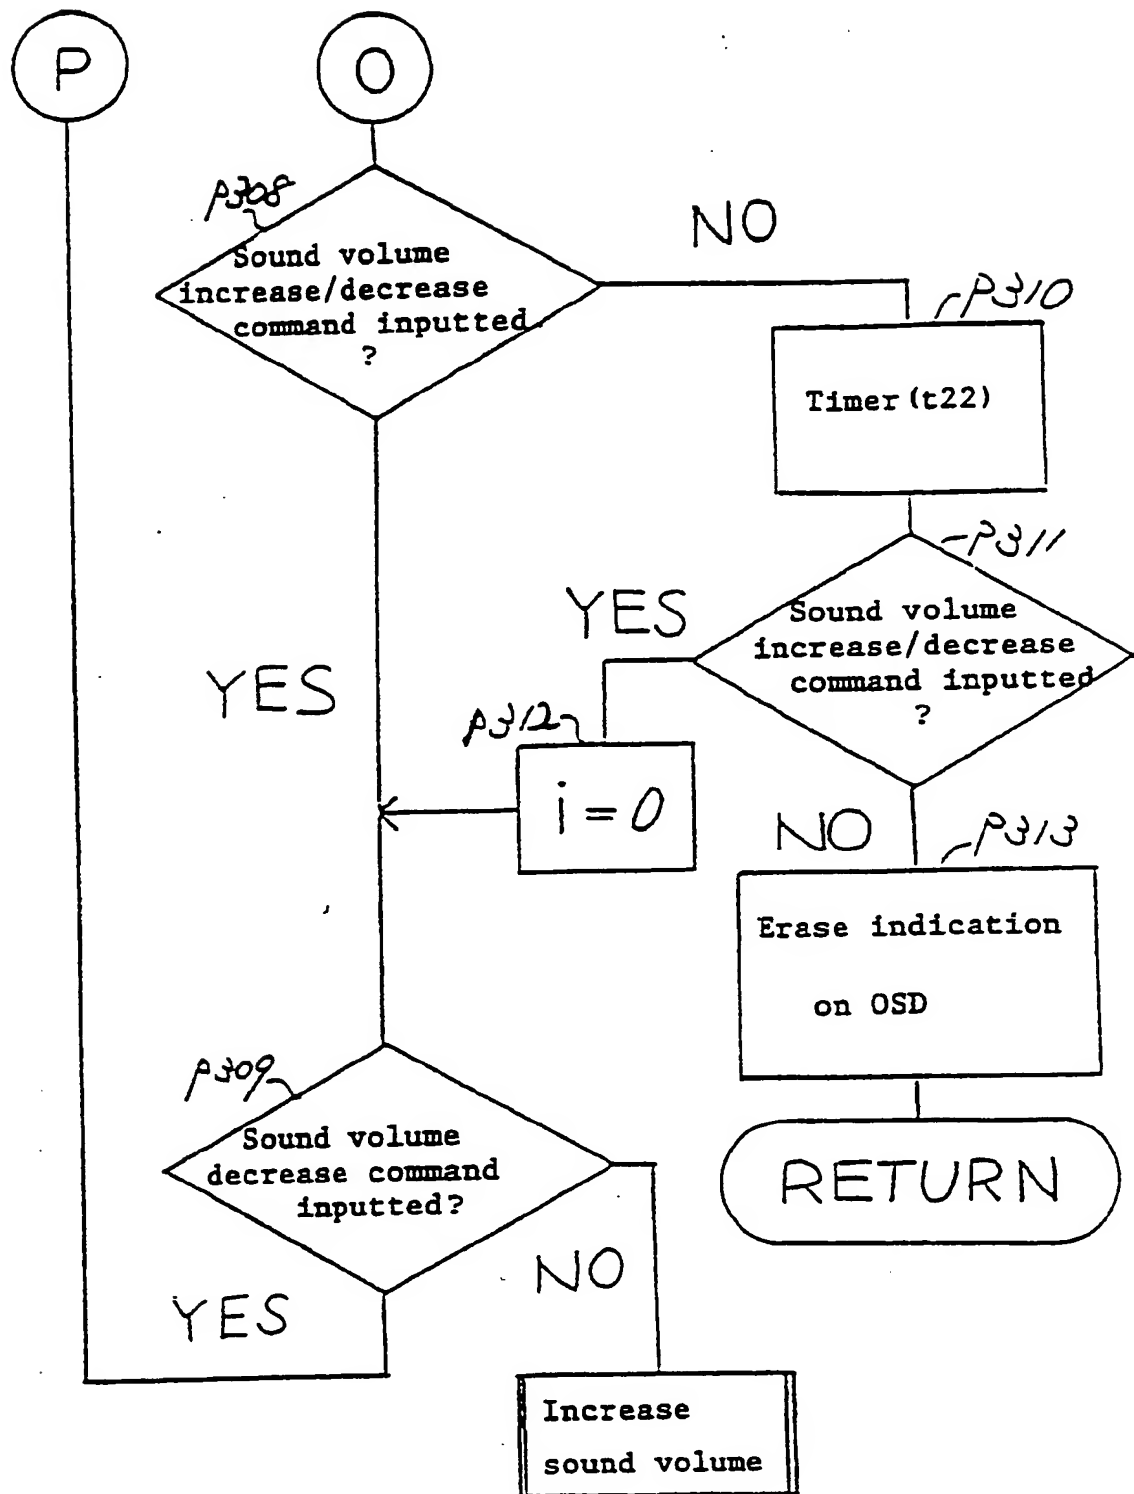 P
O
p308
Sound volume
increase/decrease
command inputted
?
NO
p310
Timer(t22)
p311
Sound volume
increase/decrease
command inputted
?
YES
YES
p312
i = 0
NO
p313
Erase indication
on OSD
p309
Sound volume
decrease command
inputted?
RETURN
NO
YES
Increase
sound volume